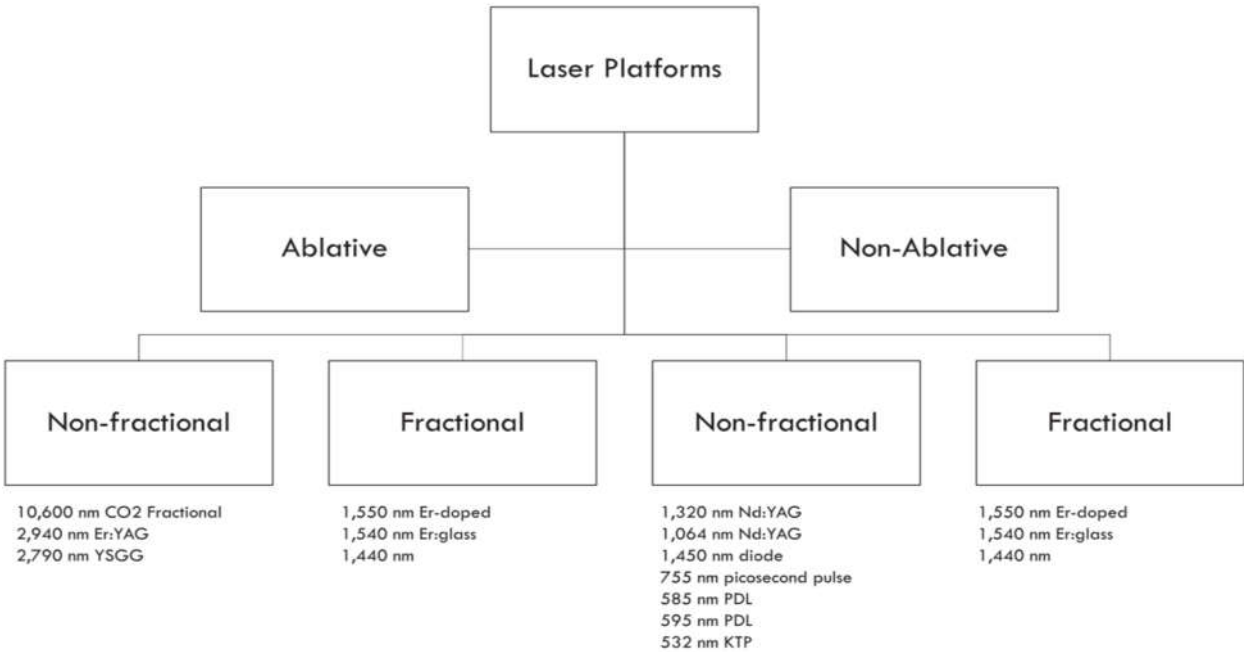 Laser Platforms
Ablative
Non-Ablative
Non-fractional
Fractional
Non-fractional
Fractional
10,600 nm CO2 Fractional
2,940 nm Er:YAG
2,790 nm YSGG
1,550 nm Er-doped
1,540 nm Er:glass
1,440 nm
1,320 nm Nd:YAG
1,064 nm Nd:YAG
1,450 nm diode
755 nm picosecond pulse
585 nm PDL
595 nm PDL
532 nm KTP
1,550 nm Er-doped
1,540 nm Er:glass
1,440 nm